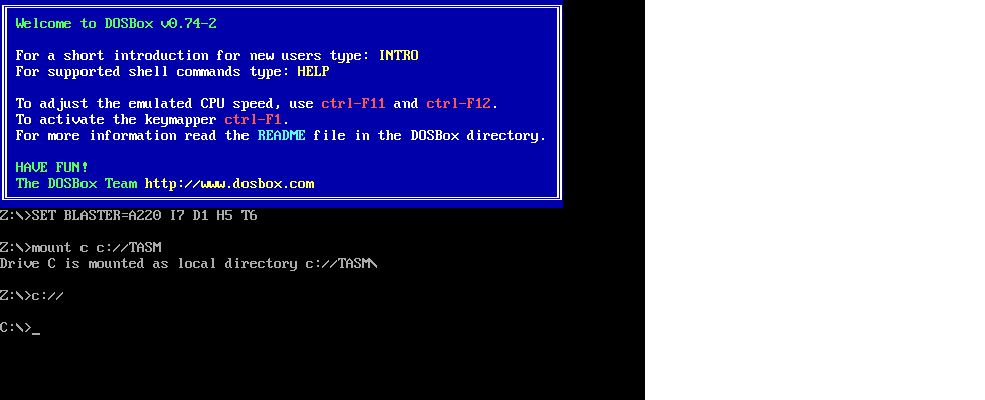 Welcome to DOSBox v0.74-2
For a short introduction for new users type: INTRO
For supported shell commands type: HELP
To adjust the emulated CPU speed, use ctrl-F11 and ctrl-F12.
To activate the keymapper ctrl-F1.
For more information read the README file in the DOSBox directory.
HAVE FUN!
The DOSBox Team http://www.dosbox.com
Z:\>SET BLASTER=A220 I7 D1 H5 T6
Z:\>mount c c://TASM
Drive C is mounted as local directory c://TASM\
Z:\>c://
C:\>_